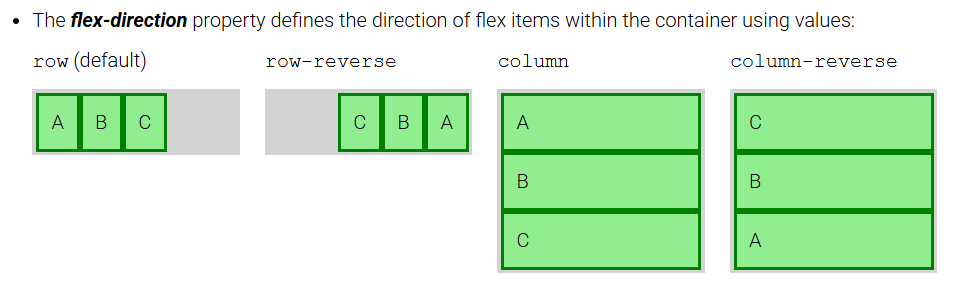 • The flex-direction property defines the direction of flex items within the container using values:
row (default) row-reverse column column-reverse
A B C
C B A
A
B
C
C
B
A